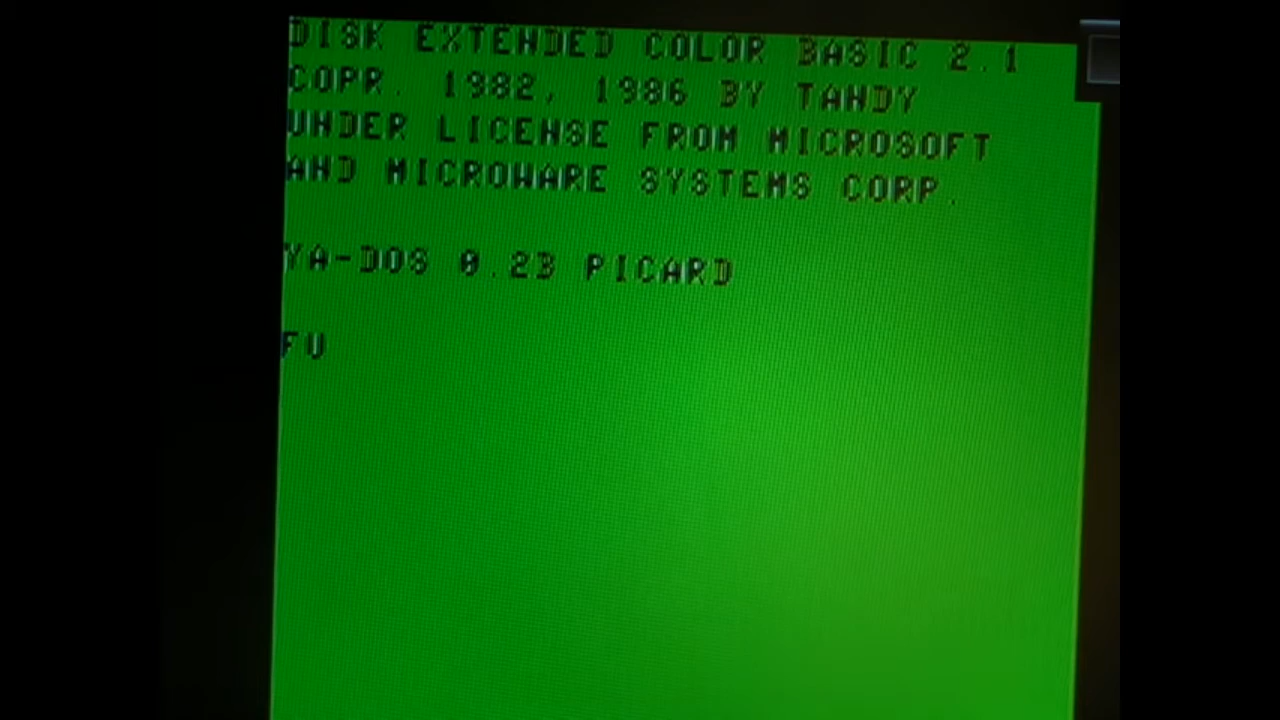 DISK EXTENDED COLOR BASIC 2.1
COPR. 1982, 1986 BY TANDY
UNDER LICENSE FROM MICROSOFT
AND MICROWARE SYSTEMS CORP.
YA-DOS 0.23 PICARD
FU